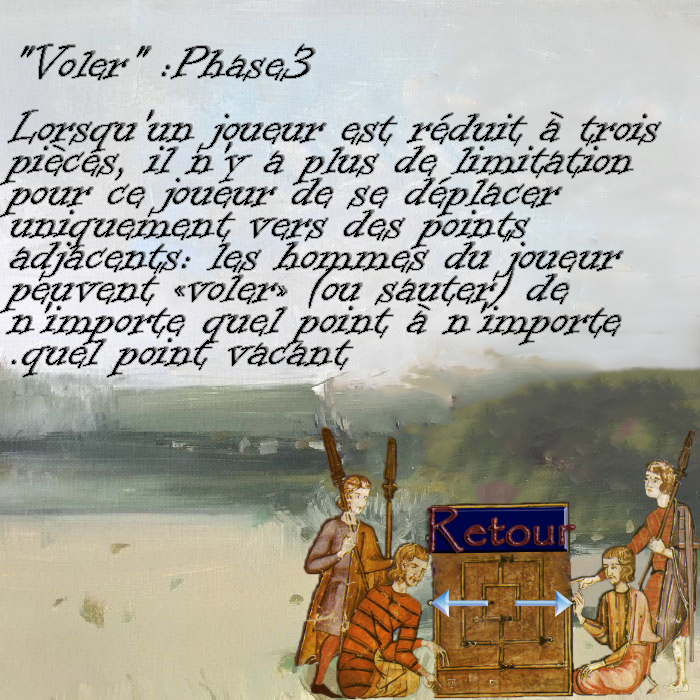 "Voler" :Phase3
Lorsqu'un joueur est réduit à trois
pièces, il n'y a plus de limitation
pour ce joueur de se déplacer
uniquement vers des points
adjacents: les hommes du joueur
peuvent «voler» (ou sauter) de
n'importe quel point à n'importe
.quel point vacant
Retour